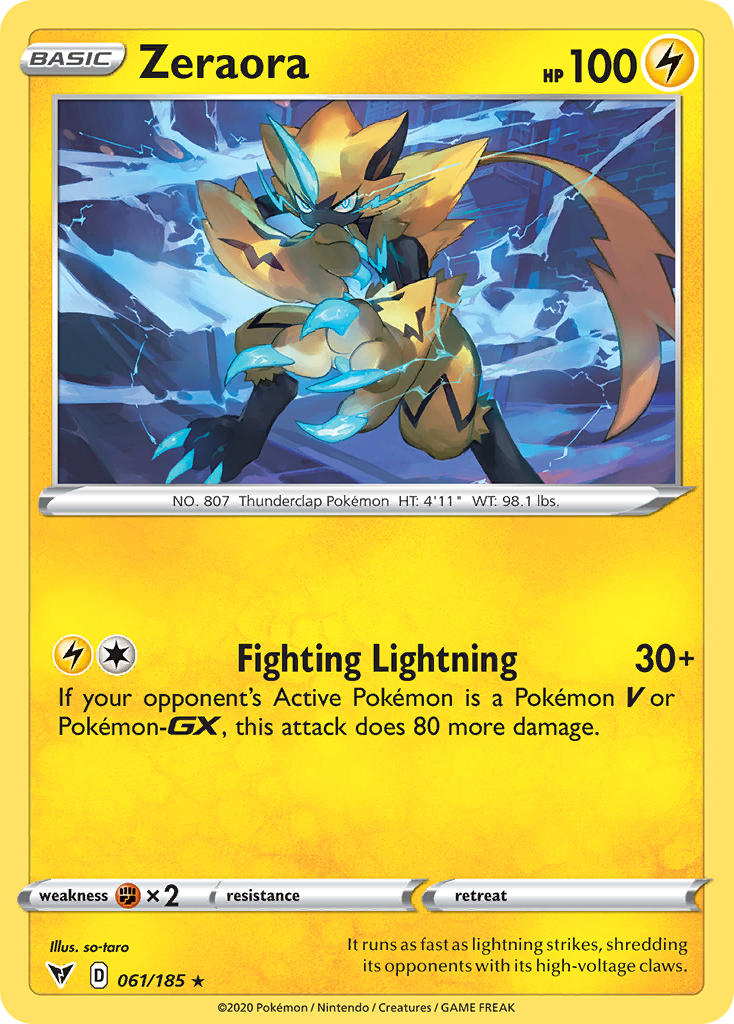 BASIC Zeraora HP 100
NO. 807 Thunderclap Pokémon HT: 4'11" WT: 98.1 lbs.
Fighting Lightning 30+
If your opponent's Active Pokémon is a Pokémon V or
Pokémon-GX, this attack does 80 more damage.
weakness ×2 resistance retreat
Illus. so-taro
It runs as fast as lightning strikes, shredding
its opponents with its high-voltage claws.
D 061/185 ★
©2020 Pokémon / Nintendo / Creatures / GAME FREAK